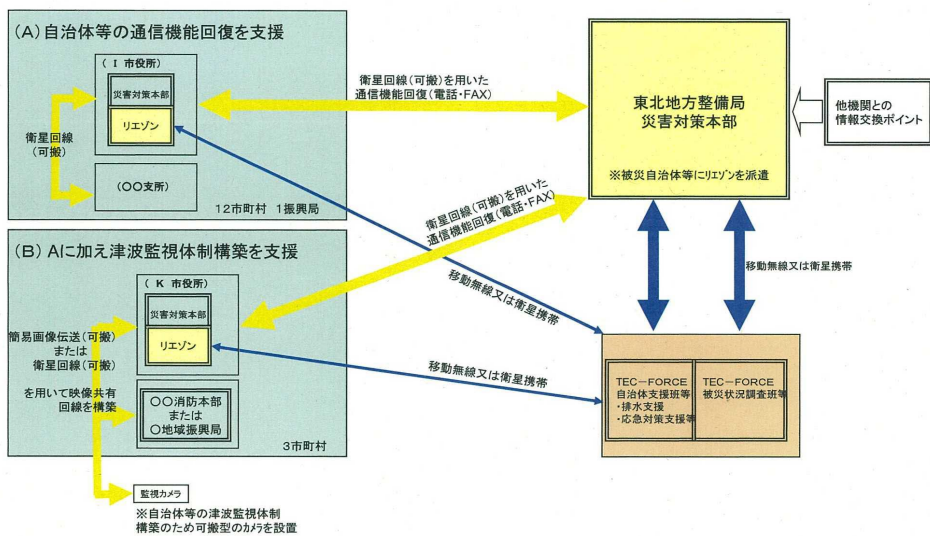 (A)自治体等の通信機能回復を支援
( I 市役所)
災害対策本部
リエゾン
衛星回線
(可搬)
(〇〇支所)
12市町村 1振興局
衛星回線(可搬)を用いた
通信機能回復(電話・FAX)
東北地方整備局
災害対策本部
※被災自治体等にリエゾンを派遣
他機関との
情報交換ポイント
(B) Aに加え津波監視体制構築を支援
( K 市役所)
災害対策本部
リエゾン
簡易画像伝送(可搬)
または
衛星回線(可搬)
を用いて映像共有
回線を構築
〇〇消防本部
または
〇地域振興局
3市町村
衛星回線(可搬)を用いた
通信機能回復(電話・FAX)
移動無線又は衛星携帯
移動無線又は衛星携帯
移動無線又は衛星携帯
TEC-FORCE
自治体支援班等
・排水支援
・応急対策支援等
TEC-FORCE
被災状況調査班等
監視カメラ
※自治体等の津波監視体制
構築のため可搬型のカメラを設置